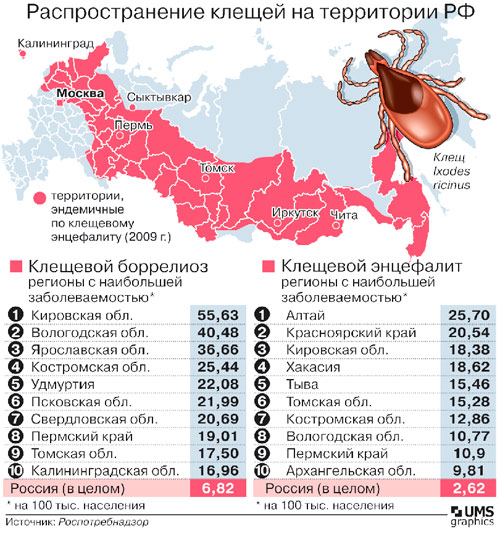 Распространение клещей на территории РФ
Калининград
Москва
Сыктывкар
Пермь
Томск
Иркутск
Чита
Клещ
Ixodes
ricinus
территории,
эндемичные
по клещевому
энцефалиту (2009 г.)
Клещевой боррелиоз
регионы с наибольшей
заболеваемостью*
1 Кировская обл. 55,63
2 Вологодская обл. 40,48
3 Ярославская обл. 36,66
4 Костромская обл. 25,44
5 Удмуртия 22,08
6 Псковская обл. 21,99
7 Свердловская обл. 20,69
8 Пермский край 19,01
9 Томская обл. 17,50
10 Калининградская обл. 16,96
Россия (в целом) 6,82
* на 100 тыс. населения
Клещевой энцефалит
регионы с наибольшей
заболеваемостью*
1 Алтай 25,70
2 Красноярский край 20,54
3 Кировская обл. 18,38
4 Хакасия 18,62
5 Тыва 15,46
6 Томская обл. 15,28
7 Костромская обл. 12,86
8 Вологодская обл. 10,77
9 Пермский край 10,9
10 Архангельская обл. 9,81
Россия (в целом) 2,62
* на 100 тыс. населения
Источник: Роспотребнадзор
UMS
graphics